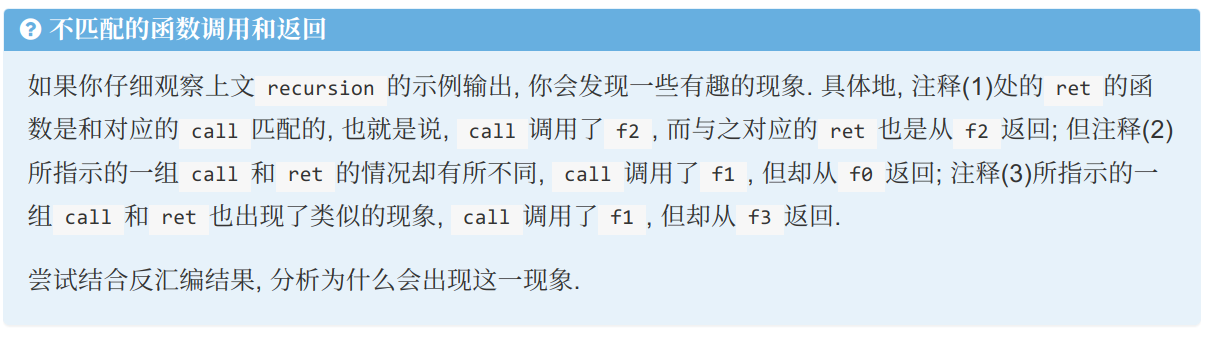 不匹配的函数调用和返回
如果你仔细观察上文 recursion 的示例输出, 你会发现一些有趣的现象. 具体地, 注释(1)处的 ret 的函
数是和对应的 call 匹配的, 也就是说, call 调用了 f2 , 而与之对应的 ret 也是从 f2 返回; 但注释(2)
所指示的一组 call 和 ret 的情况却有所不同, call 调用了 f1 , 但却从 f0 返回; 注释(3)所指示的一
组 call 和 ret 也出现了类似的现象, call 调用了 f1 , 但却从 f3 返回.
尝试结合反汇编结果, 分析为什么会出现这一现象.